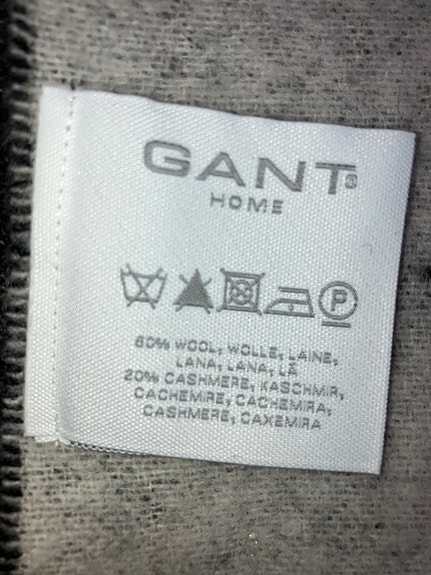 GANT®
HOME
P
80% WOOL, WOLLE, LAINE,
LANA, LANA, LÃ
20% CASHMERE, KASCHMIR,
CACHEMIRE, CACHEMIRA,
CASHMERE, CAXEMIRA